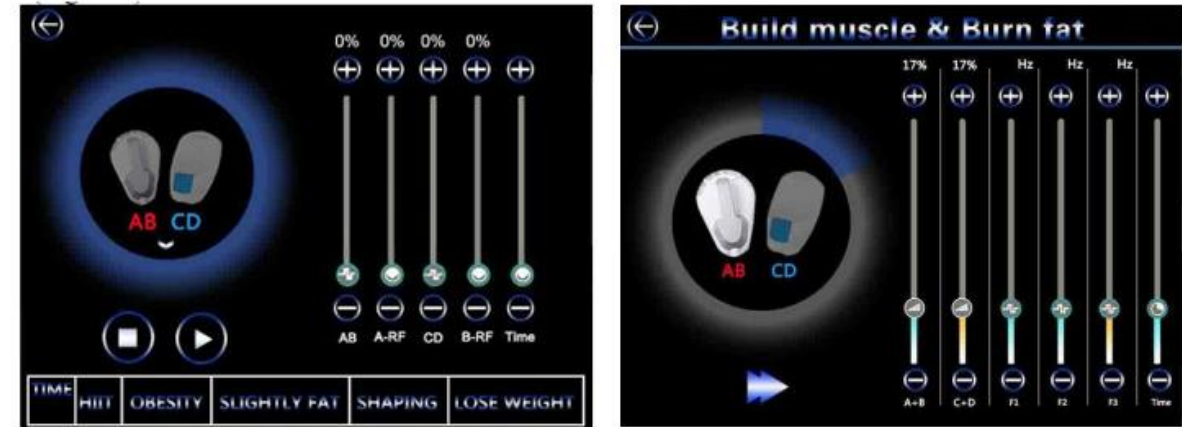 0% 0% 0% 0%
AB CD
AB A-RF CD B-RF Time
TIME HIIT OBESITY SLIGHTLY FAT SHAPING LOSE WEIGHT
Build muscle & Burn fat
17% 17% Hz Hz Hz
AB CD
A+B C+D F1 F2 F3 Time